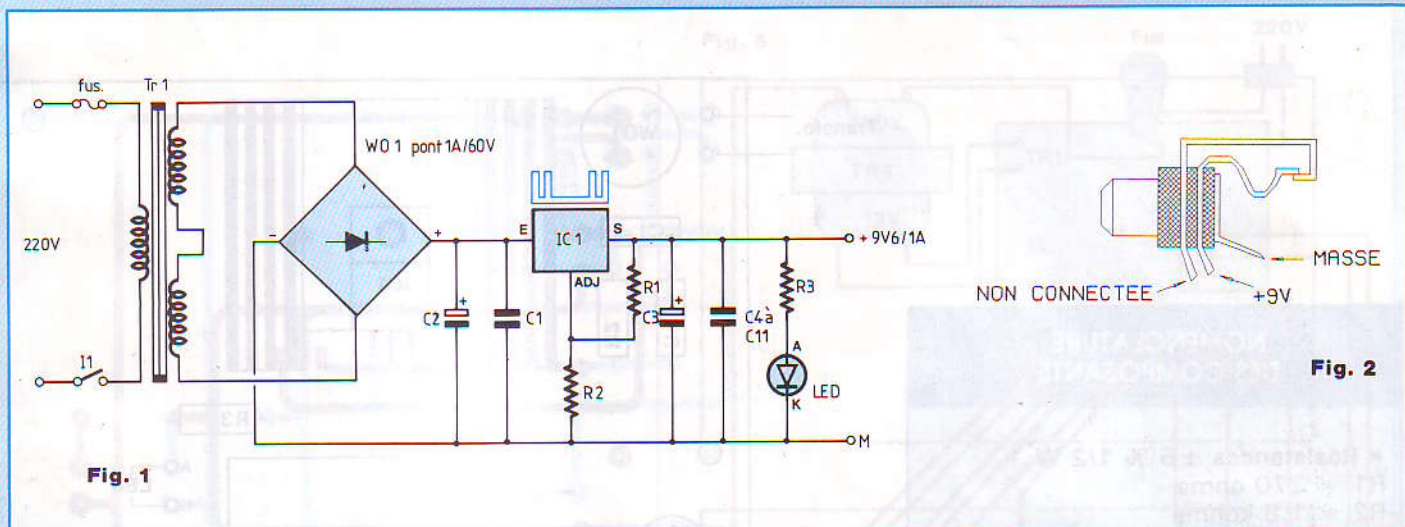 fus.
Tr 1
220V
I1
WO 1 pont 1A/60V
-
+
E
IC 1
S
ADJ
+
C2
C1
R1
R2
+
C3
C4à
C11
R3
A
K
LED
+ 9V6/1A
M
Fig. 1
NON CONNECTEE
+9V
MASSE
Fig. 2